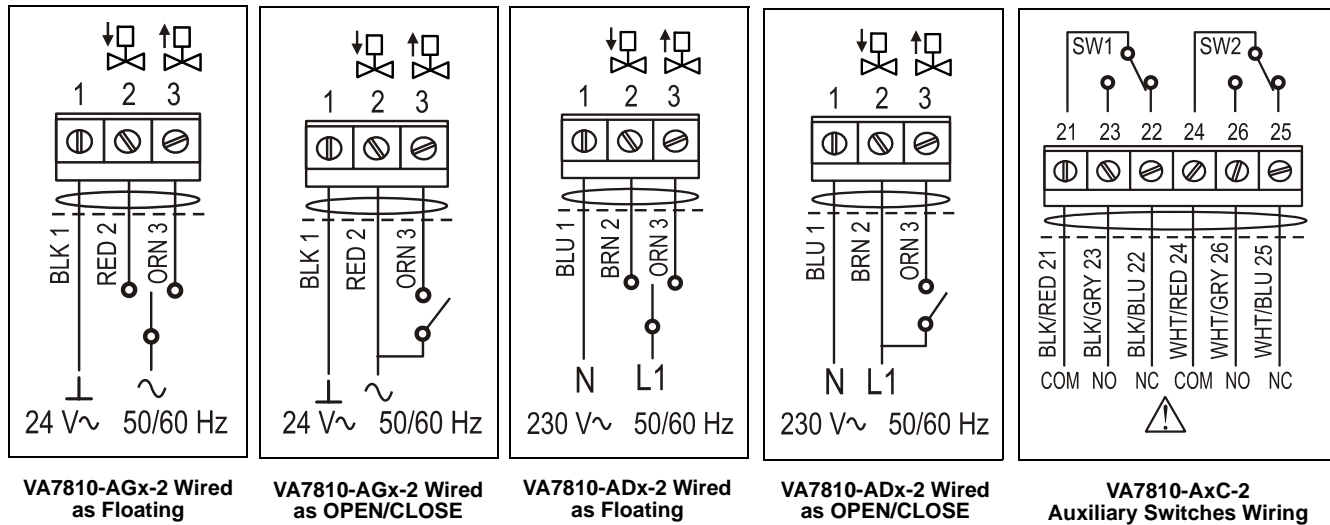 1 2 3
BLK 1
RED 2
ORN 3
24 V~ 50/60 Hz
VA7810-AGx-2 Wired
as Floating
1 2 3
BLK 1
RED 2
ORN 3
24 V~ 50/60 Hz
VA7810-AGx-2 Wired
as OPEN/CLOSE
1 2 3
BLU 1
BRN 2
ORN 3
N L1
230 V~ 50/60 Hz
VA7810-ADx-2 Wired
as Floating
1 2 3
BLU 1
BRN 2
ORN 3
N L1
230 V~ 50/60 Hz
VA7810-ADx-2 Wired
as OPEN/CLOSE
SW1 SW2
21 23 22 24 26 25
BLK/RED 21
BLK/GRY 23
BLK/BLU 22
WHT/RED 24
WHT/GRY 26
WHT/BLU 25
COM NO NC COM NO NC
VA7810-AxC-2
Auxiliary Switches Wiring